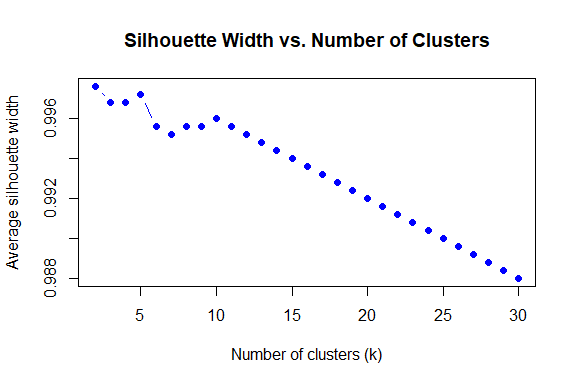 Silhouette Width vs. Number of Clusters
Average silhouette width
0.996
0.992
0.988
5 10 15 20 25 30
Number of clusters (k)